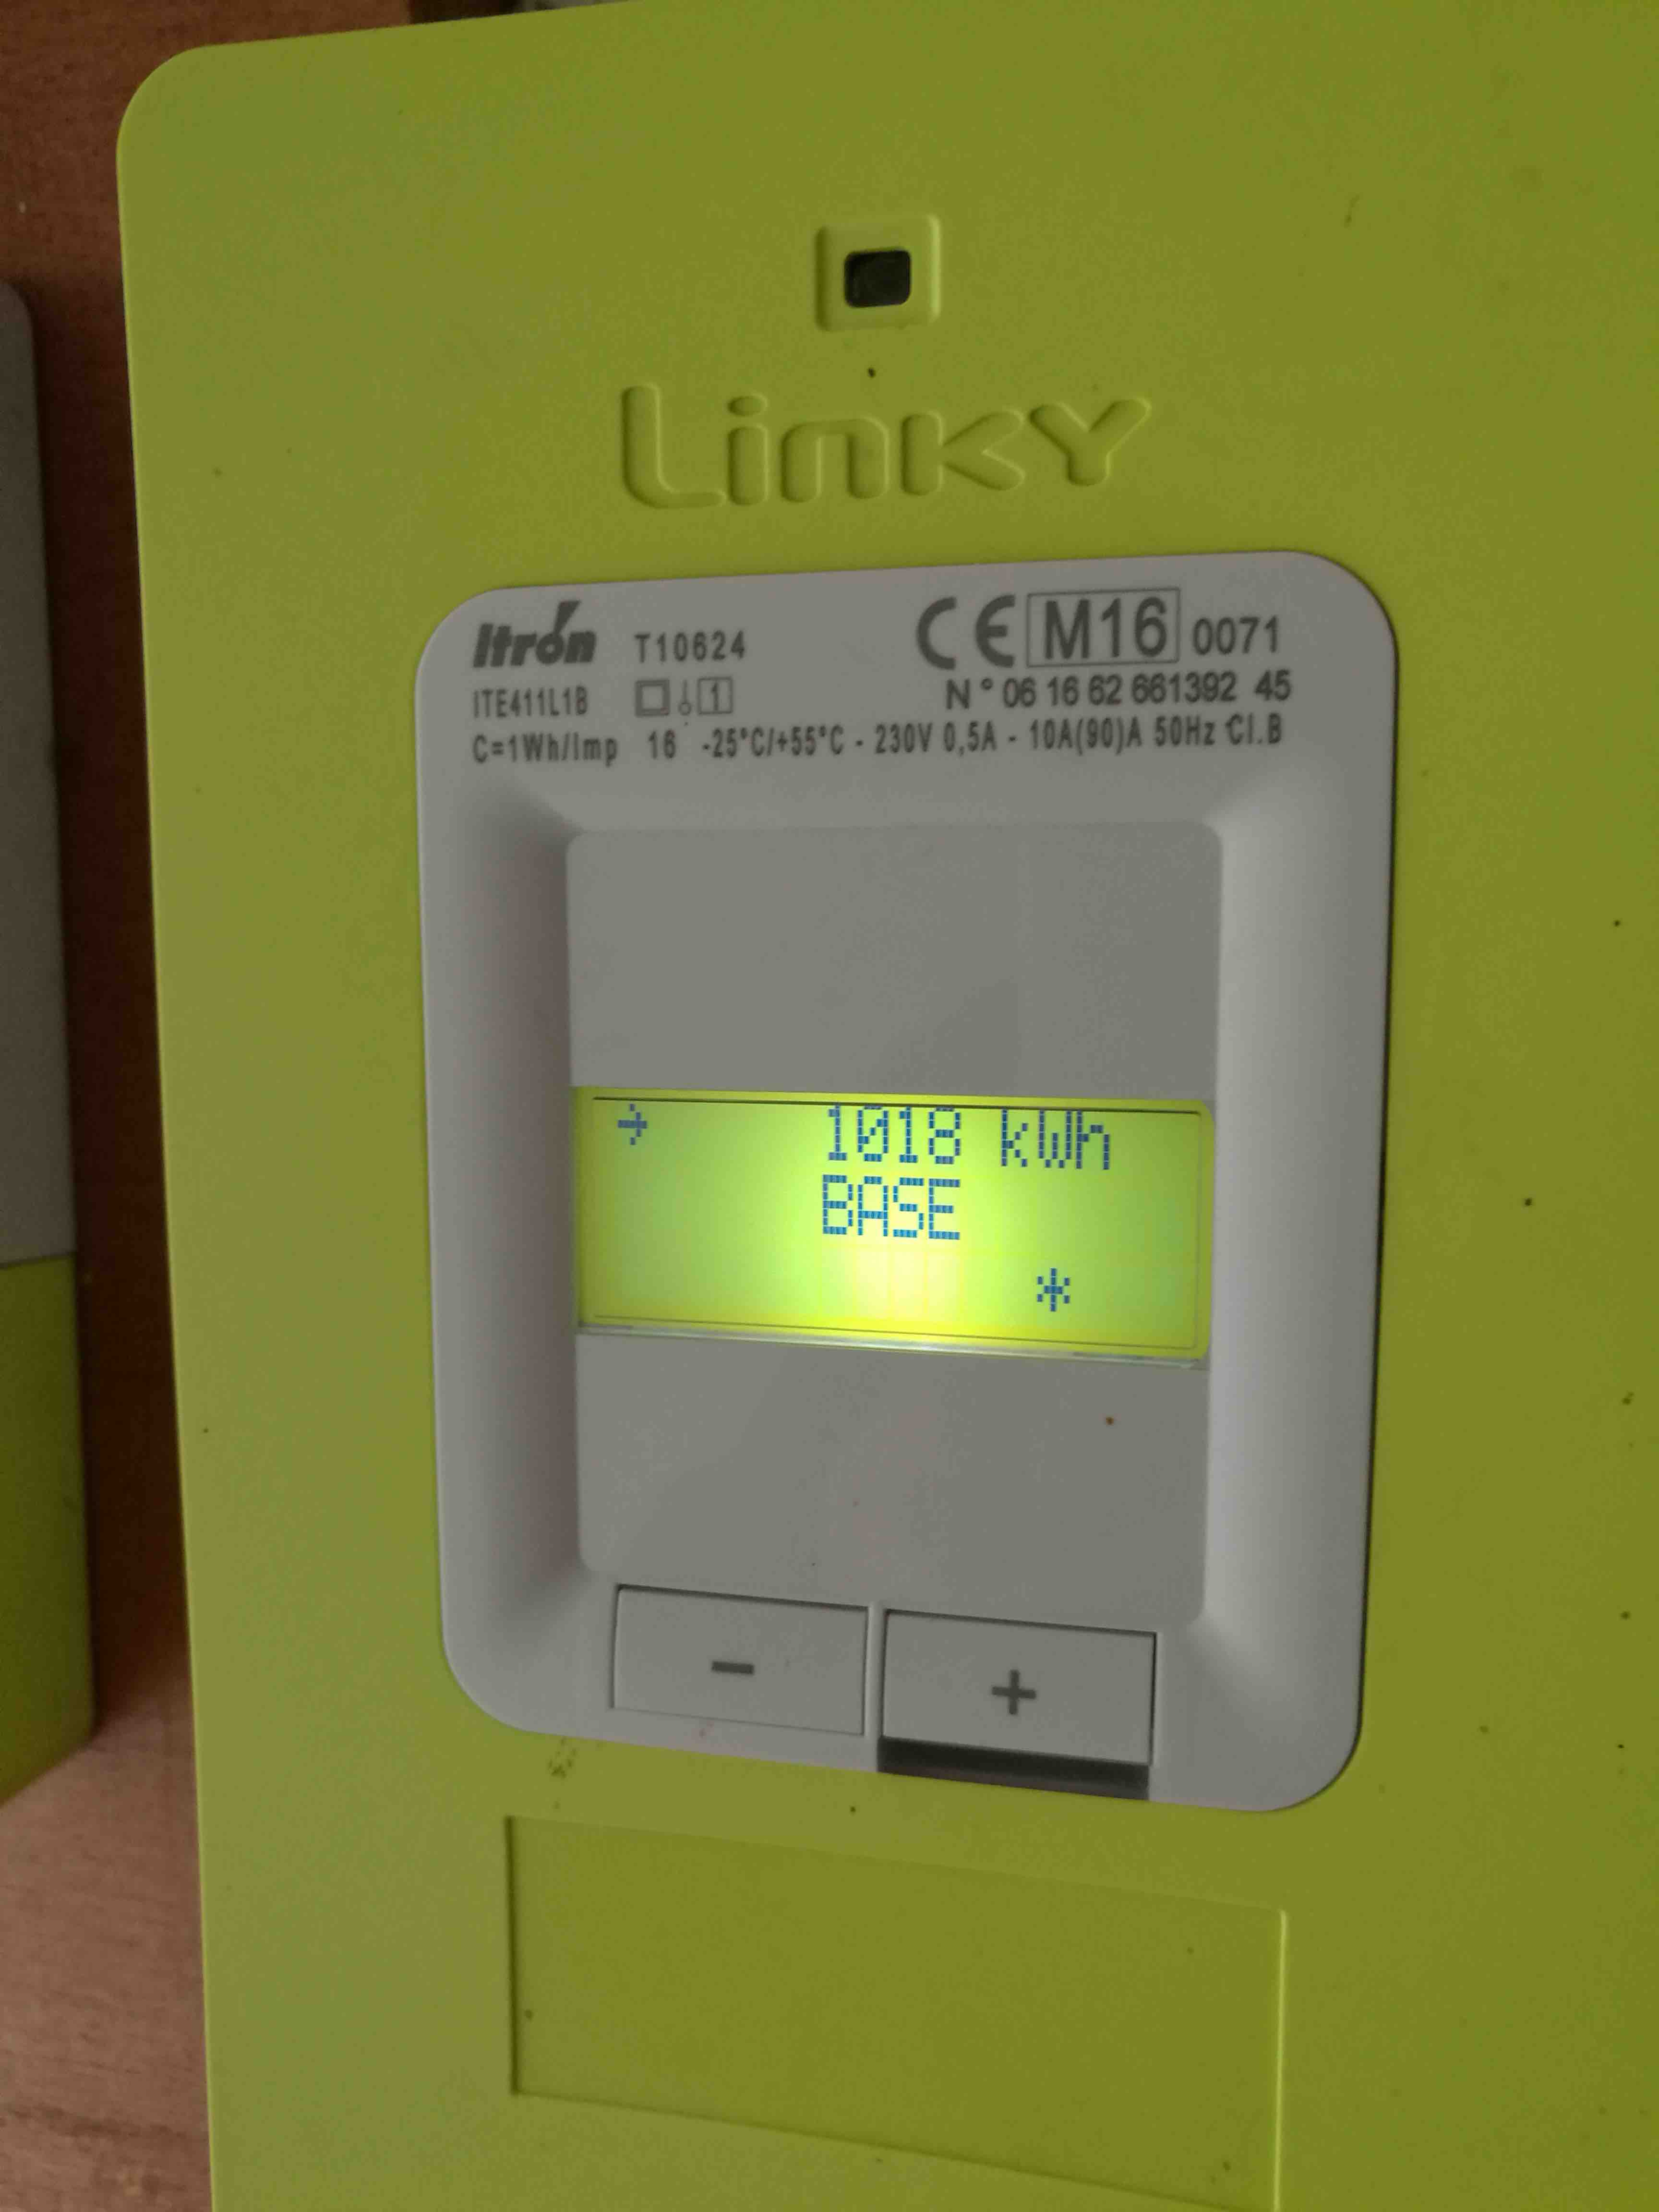 Linky
Itron T10624 CE M16 0071
ITE411L1B 1 N° 06 16 62 661392 45
C=1Wh/Imp 16 -25°C/+55°C - 230V 0,5A - 10A(90)A 50Hz Cl.B
→ 1018 kWh
BASE
*
- +